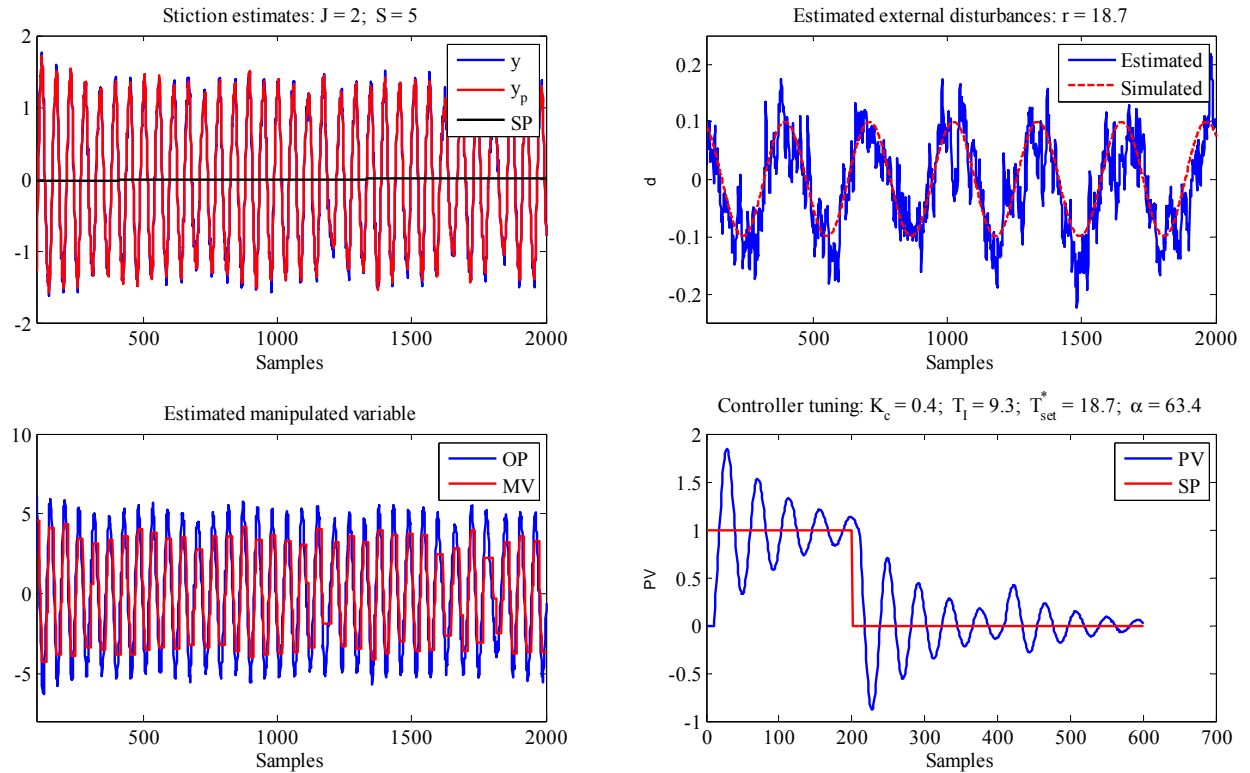 Stiction estimates: J = 2; S = 5
2
1
0
-1
-2
500
1000
1500
2000
Samples
y
y_p
SP
Estimated external disturbances: r = 18.7
0.2
0.1
0
-0.1
-0.2
d
500
1000
1500
2000
Samples
Estimated
Simulated
Estimated manipulated variable
10
5
0
-5
500
1000
1500
2000
Samples
OP
MV
Controller tuning: K_c = 0.4; T_I = 9.3; T*_set = 18.7; α = 63.4
2
1.5
1
0.5
0
-0.5
-1
PV
0
100
200
300
400
500
600
700
Samples
PV
SP